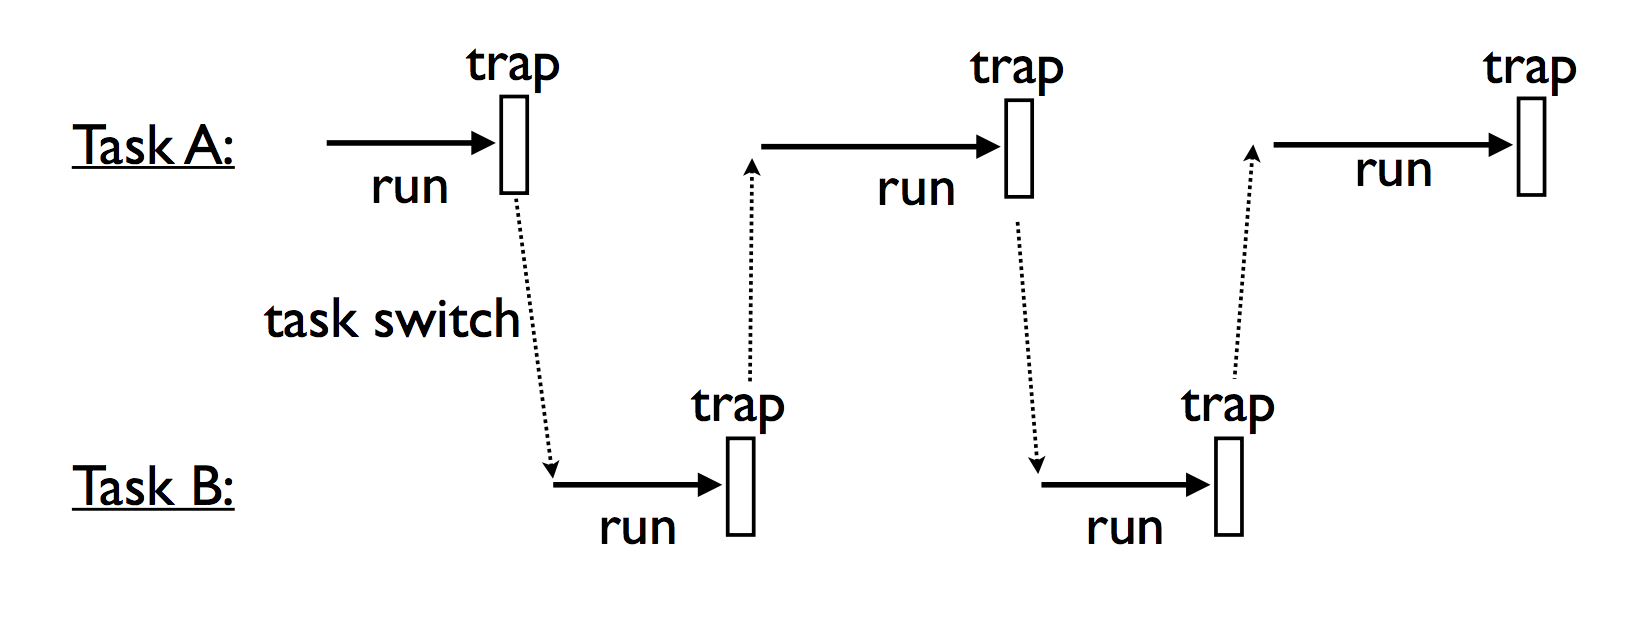 trap trap trap
Task A:
run run run
task switch
trap trap
Task B:
run run